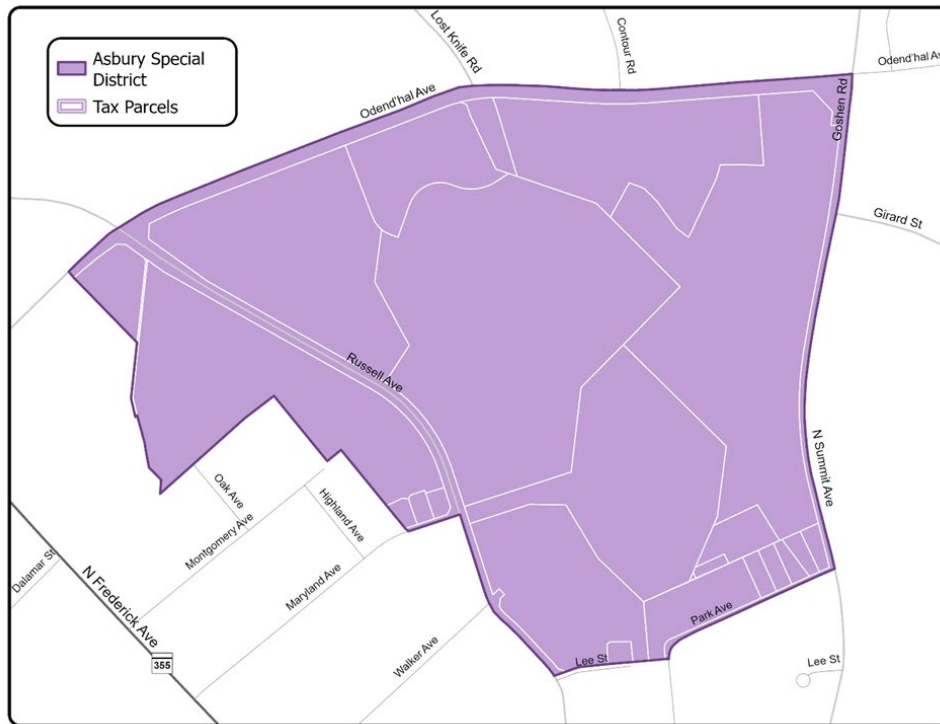 Asbury Special
District
Tax Parcels
Lost Knife Rd
Contour Rd
Odend'hal Ave
Odend'hal Av
Goshen Rd
Girard St
Russell Ave
N Summit Ave
Oak Ave
Highland Ave
Montgomery Ave
Maryland Ave
Dalamar St
N Frederick Ave
355
Walker Ave
Park Ave
Lee St
Lee St